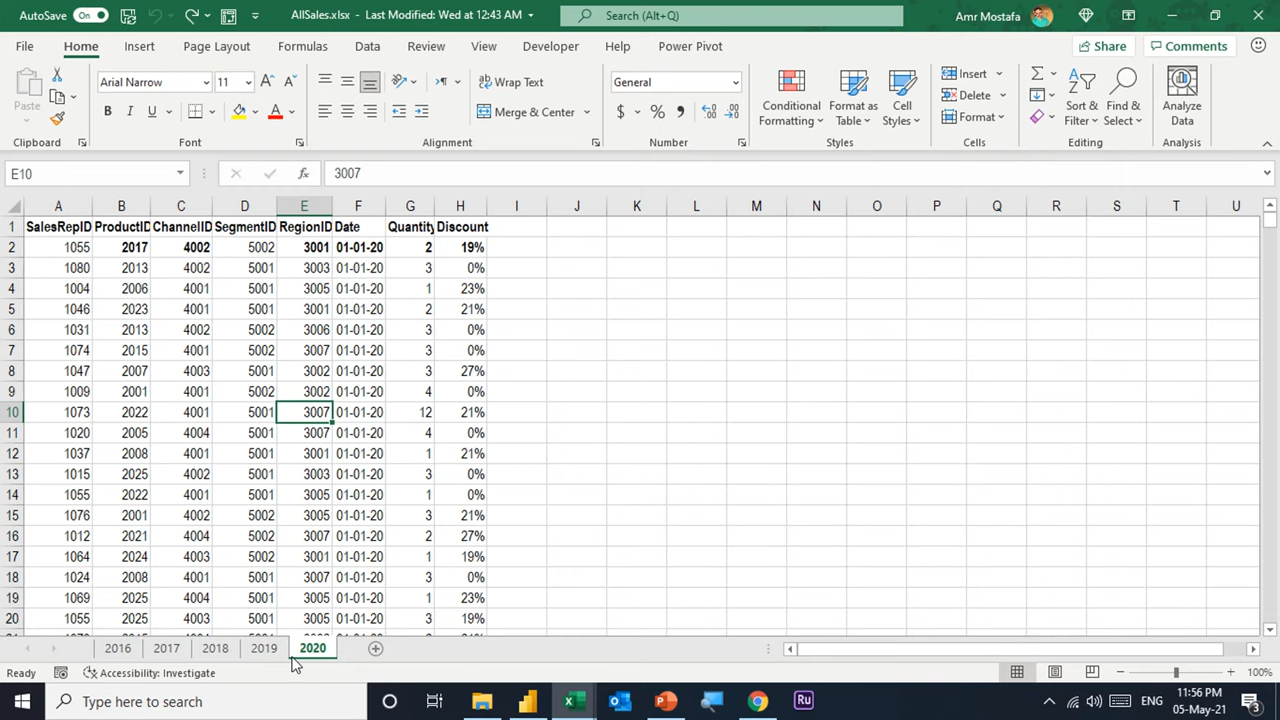 AutoSave On AllSales.xlsx - Last Modified: Wed at 12:43 AM Search (Alt+Q) Amr Mostafa
File Home Insert Page Layout Formulas Data Review View Developer Help Power Pivot Share Comments
Paste Arial Narrow 11 Wrap Text General Insert
B I U Merge & Center $ % Conditional Formatting Format as Table Cell Styles Delete Format Sort & Filter Find & Select Analyze Data
Clipboard Font Alignment Number Styles Cells Editing Analysis
E10 fx 3007
A B C D E F G H I J K L M N O P Q R S T U
1 SalesRepID ProductID ChannelID SegmentID RegionID Date Quantity Discount
2 1055 2017 4002 5002 3001 01-01-20 2 19%
3 1080 2013 4002 5001 3003 01-01-20 3 0%
4 1004 2006 4001 5001 3005 01-01-20 1 23%
5 1046 2023 4001 5001 3001 01-01-20 2 21%
6 1031 2013 4002 5002 3006 01-01-20 3 0%
7 1074 2015 4001 5002 3007 01-01-20 3 0%
8 1047 2007 4003 5001 3002 01-01-20 3 27%
9 1009 2001 4001 5002 3002 01-01-20 4 0%
10 1073 2022 4001 5001 3007 01-01-20 12 21%
11 1020 2005 4004 5001 3007 01-01-20 4 0%
12 1037 2008 4001 5001 3001 01-01-20 1 21%
13 1015 2025 4002 5001 3003 01-01-20 3 0%
14 1055 2022 4001 5001 3005 01-01-20 1 0%
15 1076 2001 4002 5002 3005 01-01-20 3 21%
16 1012 2021 4004 5002 3007 01-01-20 2 27%
17 1064 2024 4003 5002 3001 01-01-20 1 19%
18 1024 2008 4001 5001 3007 01-01-20 3 0%
19 1069 2025 4004 5001 3005 01-01-20 1 23%
20 1055 2025 4003 5001 3005 01-01-20 3 19%
2016 2017 2018 2019 2020
Ready Accessibility: Investigate 100%
Type here to search Ru ENG 11:56 PM
05-May-21 3